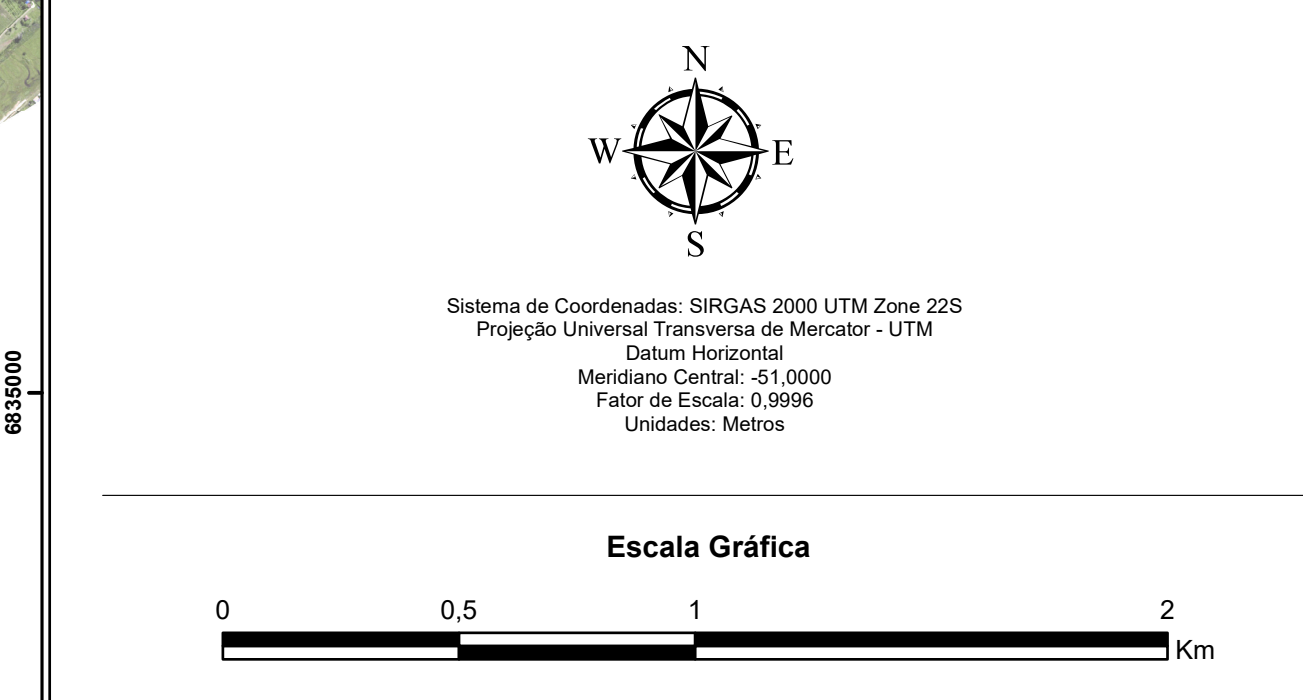 N
W E
S
Sistema de Coordenadas: SIRGAS 2000 UTM Zone 22S
Projeção Universal Transversa de Mercator - UTM
Datum Horizontal
Meridiano Central: -51,0000
Fator de Escala: 0,9996
Unidades: Metros
6835000
Escala Gráfica
0 0,5 1 2
Km